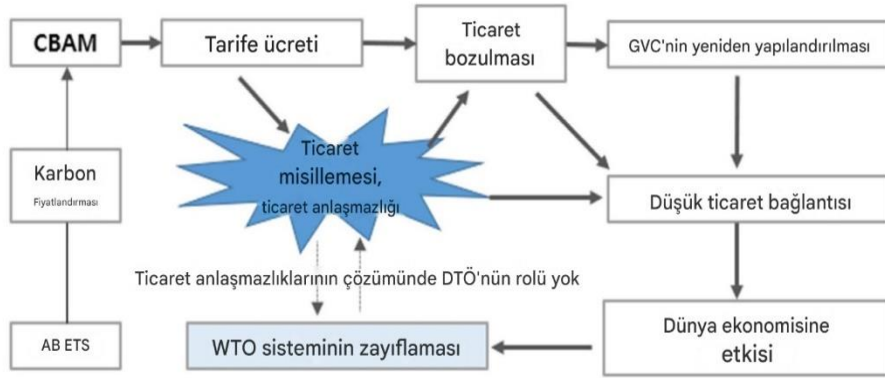 CBAM
Tarife ücreti
Ticaret
bozulması
GVC'nin yeniden yapılandırılması
Karbon
Fiyatlandırması
Ticaret
misillemesi,
ticaret anlaşmazlığı
Düşük ticaret bağlantısı
Ticaret anlaşmazlıklarının çözümünde DTÖ'nün rolü yok
AB ETS
WTO sisteminin zayıflaması
Dünya ekonomisine
etkisi